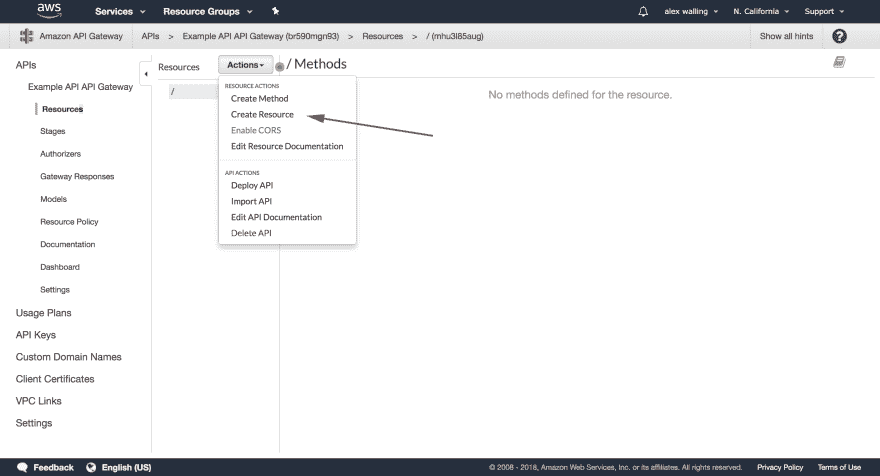 aws
Services
Resource Groups
alex walling
N. California
Support
Amazon API Gateway
APIs > Example API API Gateway (br590mgn93) > Resources > / (mhu3l85aug)
Show all hints
?
APIs
Example API API Gateway
Resources
Stages
Authorizers
Gateway Responses
Models
Resource Policy
Documentation
Dashboard
Settings
Usage Plans
API Keys
Custom Domain Names
Client Certificates
VPC Links
Settings
Resources
Actions
/ Methods
/
RESOURCE ACTIONS
Create Method
Create Resource
Enable CORS
Edit Resource Documentation
API ACTIONS
Deploy API
Import API
Edit API Documentation
Delete API
No methods defined for the resource.
Feedback
English (US)
© 2008 - 2018, Amazon Web Services, Inc. or its affiliates. All rights reserved.
Privacy Policy
Terms of Use